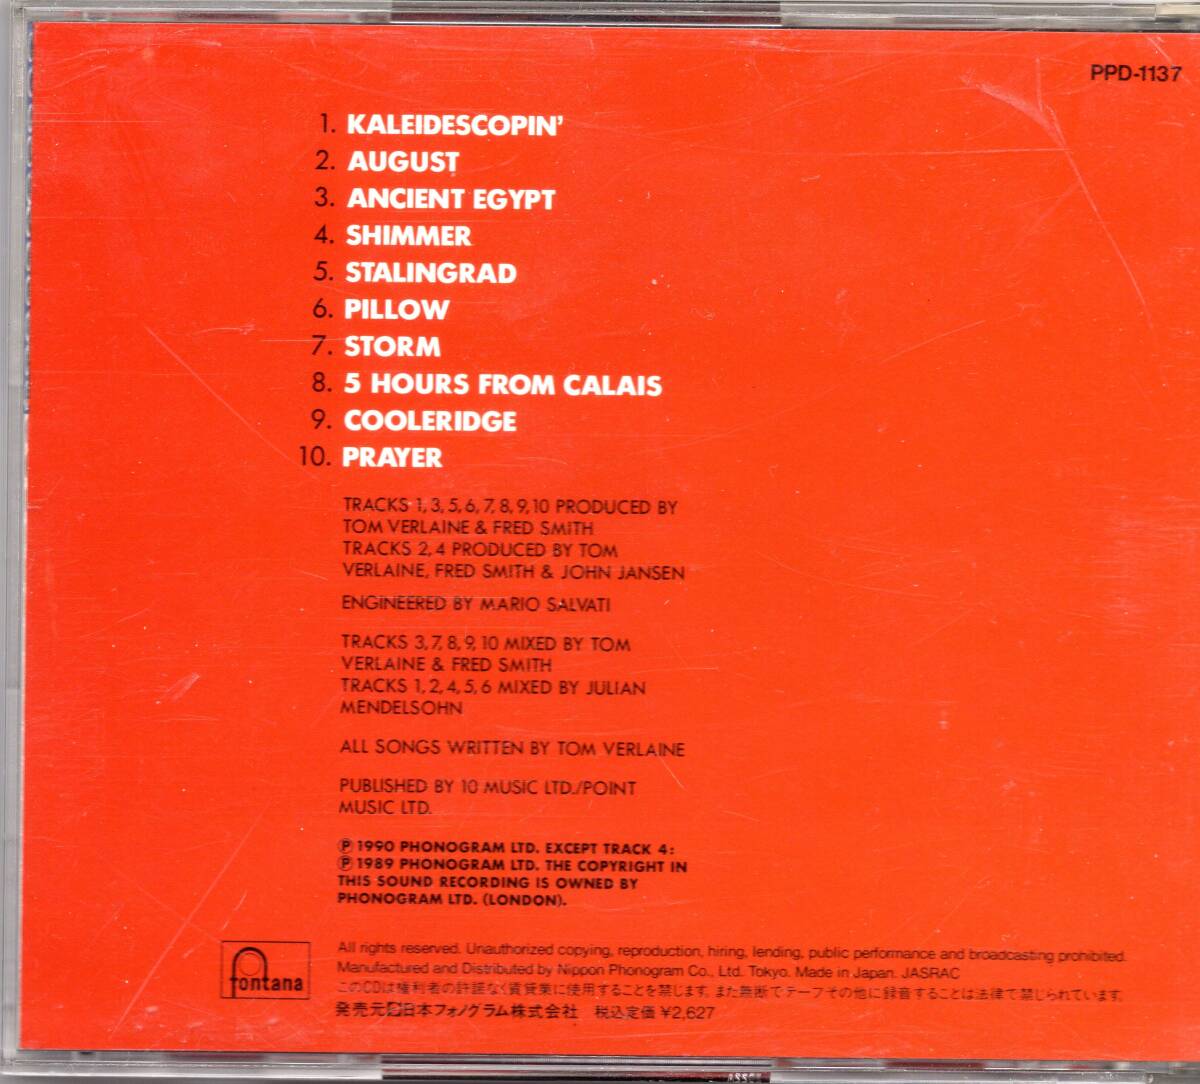 PPD-1137
1. KALEIDESCOPIN'
2. AUGUST
3. ANCIENT EGYPT
4. SHIMMER
5. STALINGRAD
6. PILLOW
7. STORM
8. 5 HOURS FROM CALAIS
9. COOLERIDGE
10. PRAYER
TRACKS 1, 3, 5, 6, 7, 8, 9, 10 PRODUCED BY
TOM VERLAINE & FRED SMITH
TRACKS 2, 4 PRODUCED BY TOM
VERLAINE, FRED SMITH & JOHN JANSEN
ENGINEERED BY MARIO SALVATI
TRACKS 3, 7, 8, 9, 10 MIXED BY TOM
VERLAINE & FRED SMITH
TRACKS 1, 2, 4, 5, 6 MIXED BY JULIAN
MENDELSOHN
ALL SONGS WRITTEN BY TOM VERLAINE
PUBLISHED BY 10 MUSIC LTD./POINT
MUSIC LTD.
Ⓟ 1990 PHONOGRAM LTD. EXCEPT TRACK 4:
Ⓟ 1989 PHONOGRAM LTD. THE COPYRIGHT IN
THIS SOUND RECORDING IS OWNED BY
PHONOGRAM LTD. (LONDON).
fontana
All rights reserved. Unauthorized copying, reproduction, hiring, lending, public performance and broadcasting prohibited.
Manufactured and Distributed by Nippon Phonogram Co., Ltd. Tokyo. Made in Japan. JASRAC
このCDは権利者の許諾なく賃貸業に使用することを禁じます。また無断でテープその他に録音することは法律で禁じられています。
発売元 日本フォノグラム株式会社 税込定価 ¥2,627